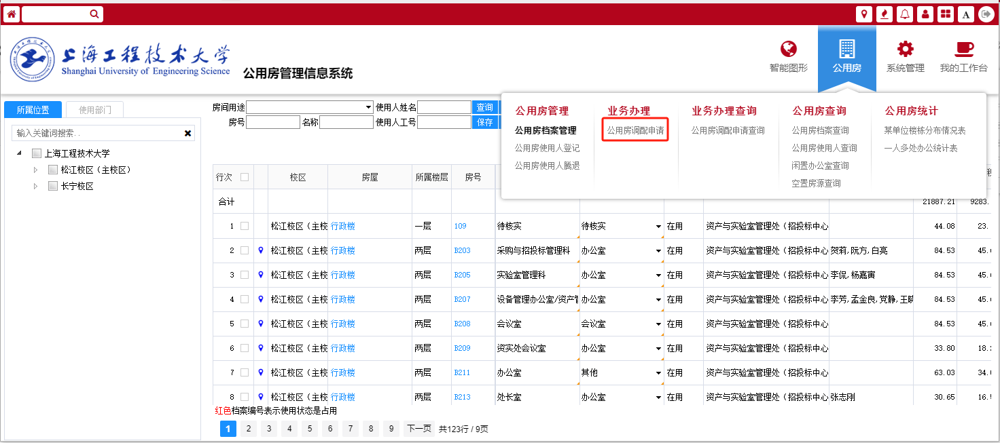 A
上海工程技术大学
Shanghai University of Engineering Science
公用房管理信息系统
智能图形 公用房 系统管理 我的工作台
公用房管理 业务办理 业务办理查询 公用房查询 公用房统计
公用房档案管理 公用房调配申请 公用房调配申请查询 公用房档案查询 某单位楼栋分布情况表
公用房使用人登记 公用房使用人查询 一人多处办公统计表
公用房使用人腾退 闲置办公室查询
空置房源查询
所属位置 使用部门
输入关键词搜索..
上海工程技术大学
松江校区（主校区）
长宁校区
房间用途 使用人姓名 查询
房号 名称 使用人工号 保存
行次 校区 房屋 所属楼层 房号
合计 21887.21 9283.
1 松江校区（主校 行政楼 一层 109 待核实 待核实 在用 资产与实验室管理处（招投标中心 44.08 23.
2 松江校区（主校 行政楼 两层 B203 采购与招投标管理科 办公室 在用 资产与实验室管理处（招投标中心 贺莉,阮方,白亮 84.53 45.
3 松江校区（主校 行政楼 两层 B205 实验室管理科 办公室 在用 资产与实验室管理处（招投标中心 李侃,杨嘉寅 84.53 45.
4 松江校区（主校 行政楼 两层 B207 设备管理办公室/资产管 办公室 在用 资产与实验室管理处（招投标中心 李芳,孟金良,党静,王晓 84.53 45.
5 松江校区（主校 行政楼 两层 B208 会议室 会议室 在用 资产与实验室管理处（招投标中心 84.53 45.
6 松江校区（主校 行政楼 两层 B209 资实处会议室 办公室 在用 资产与实验室管理处（招投标中心 33.80 18.
7 松江校区（主校 行政楼 两层 B211 办公室 其他 在用 资产与实验室管理处（招投标中心 63.03 34.
8 松江校区（主校 行政楼 两层 B213 处长室 办公室 在用 资产与实验室管理处（招投标中心 张志刚 30.65 16.
红色档案编号表示使用状态是占用
1 2 3 4 5 6 7 8 9 下一页 共123行 / 9页